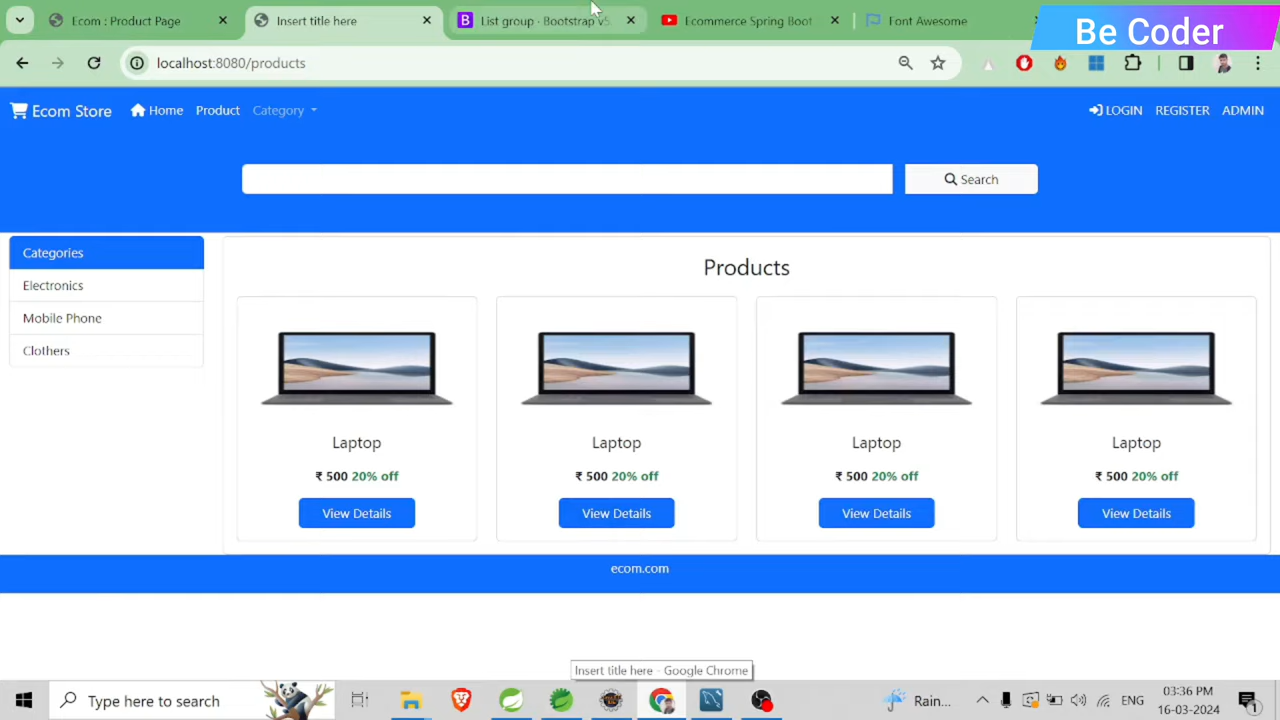 Ecom : Product Page
Insert title here
List group · Bootstrap v5.
Ecommerce Spring Boot
Font Awesome
Be Coder
localhost:8080/products
Ecom Store
Home
Product
Category
LOGIN
REGISTER
ADMIN
Search
Categories
Electronics
Mobile Phone
Clothers
Products
Laptop
₹ 500 20% off
View Details
Laptop
₹ 500 20% off
View Details
Laptop
₹ 500 20% off
View Details
Laptop
₹ 500 20% off
View Details
ecom.com
Insert title here - Google Chrome
Type here to search
Rain...
ENG
03:36 PM
16-03-2024
1